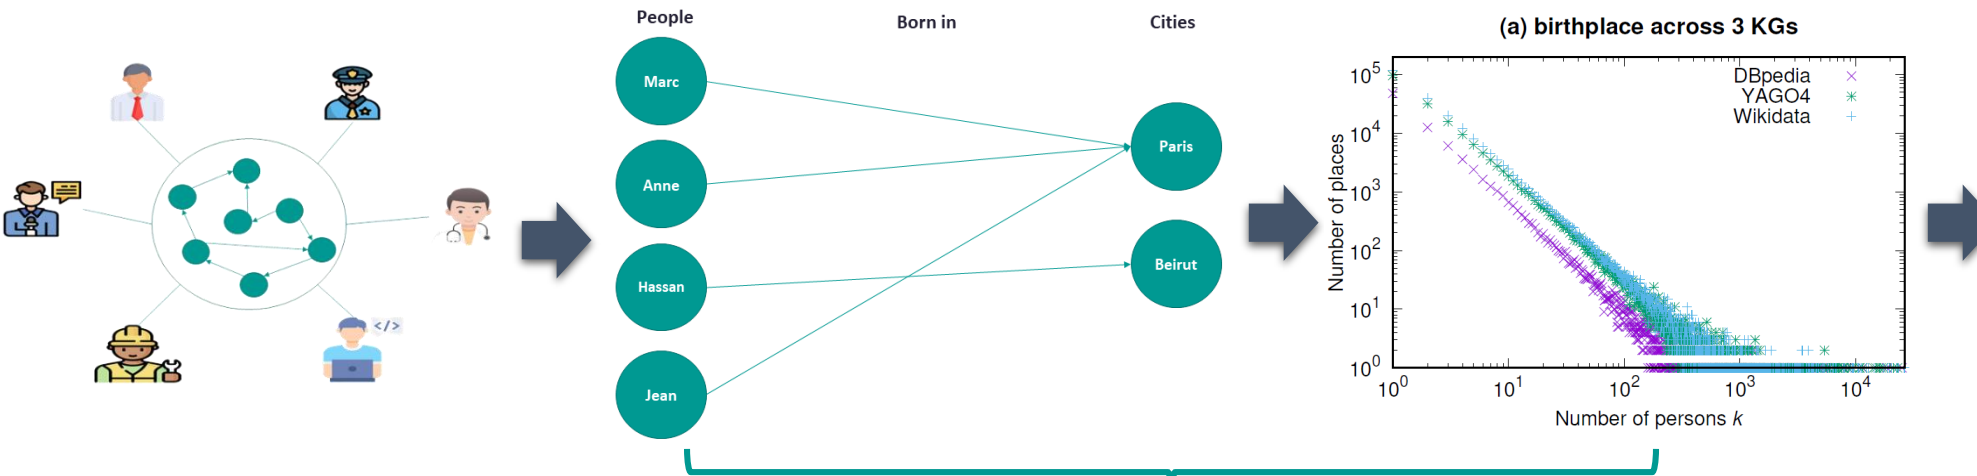 </>
People
Born in
Cities
Marc
Anne
Hassan
Jean
Paris
Beirut
(a) birthplace across 3 KGs
DBpedia
YAGO4
Wikidata
Number of places
10^5
10^4
10^3
10^2
10^1
10^0
10^0 10^1 10^2 10^3 10^4
Number of persons k